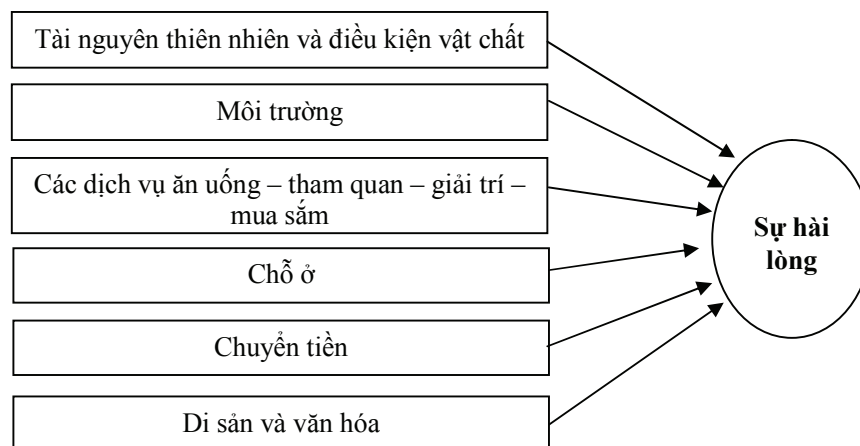 Tài nguyên thiên nhiên và điều kiện vật chất
Môi trường
Các dịch vụ ăn uống – tham quan – giải trí –
mua sắm
Chỗ ở
Chuyển tiền
Di sản và văn hóa
Sự hài
lòng